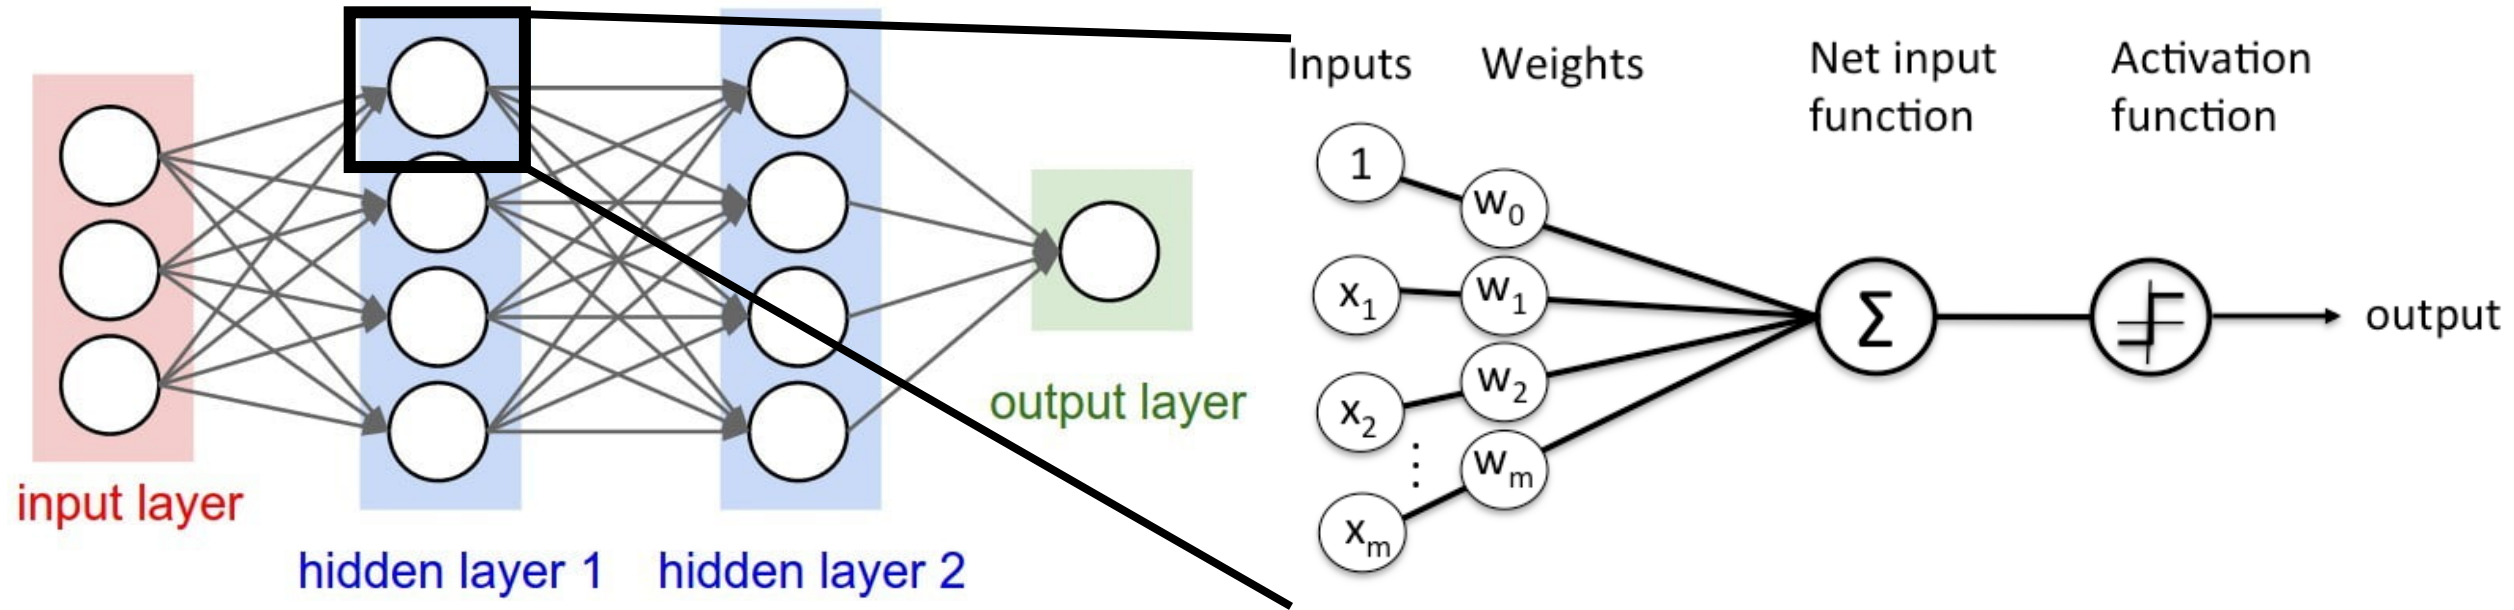 input layer
hidden layer 1
hidden layer 2
output layer
Inputs
Weights
Net input
function
Activation
function
1
w₀
x₁
w₁
x₂
w₂
⋮
xₘ
wₘ
Σ
output